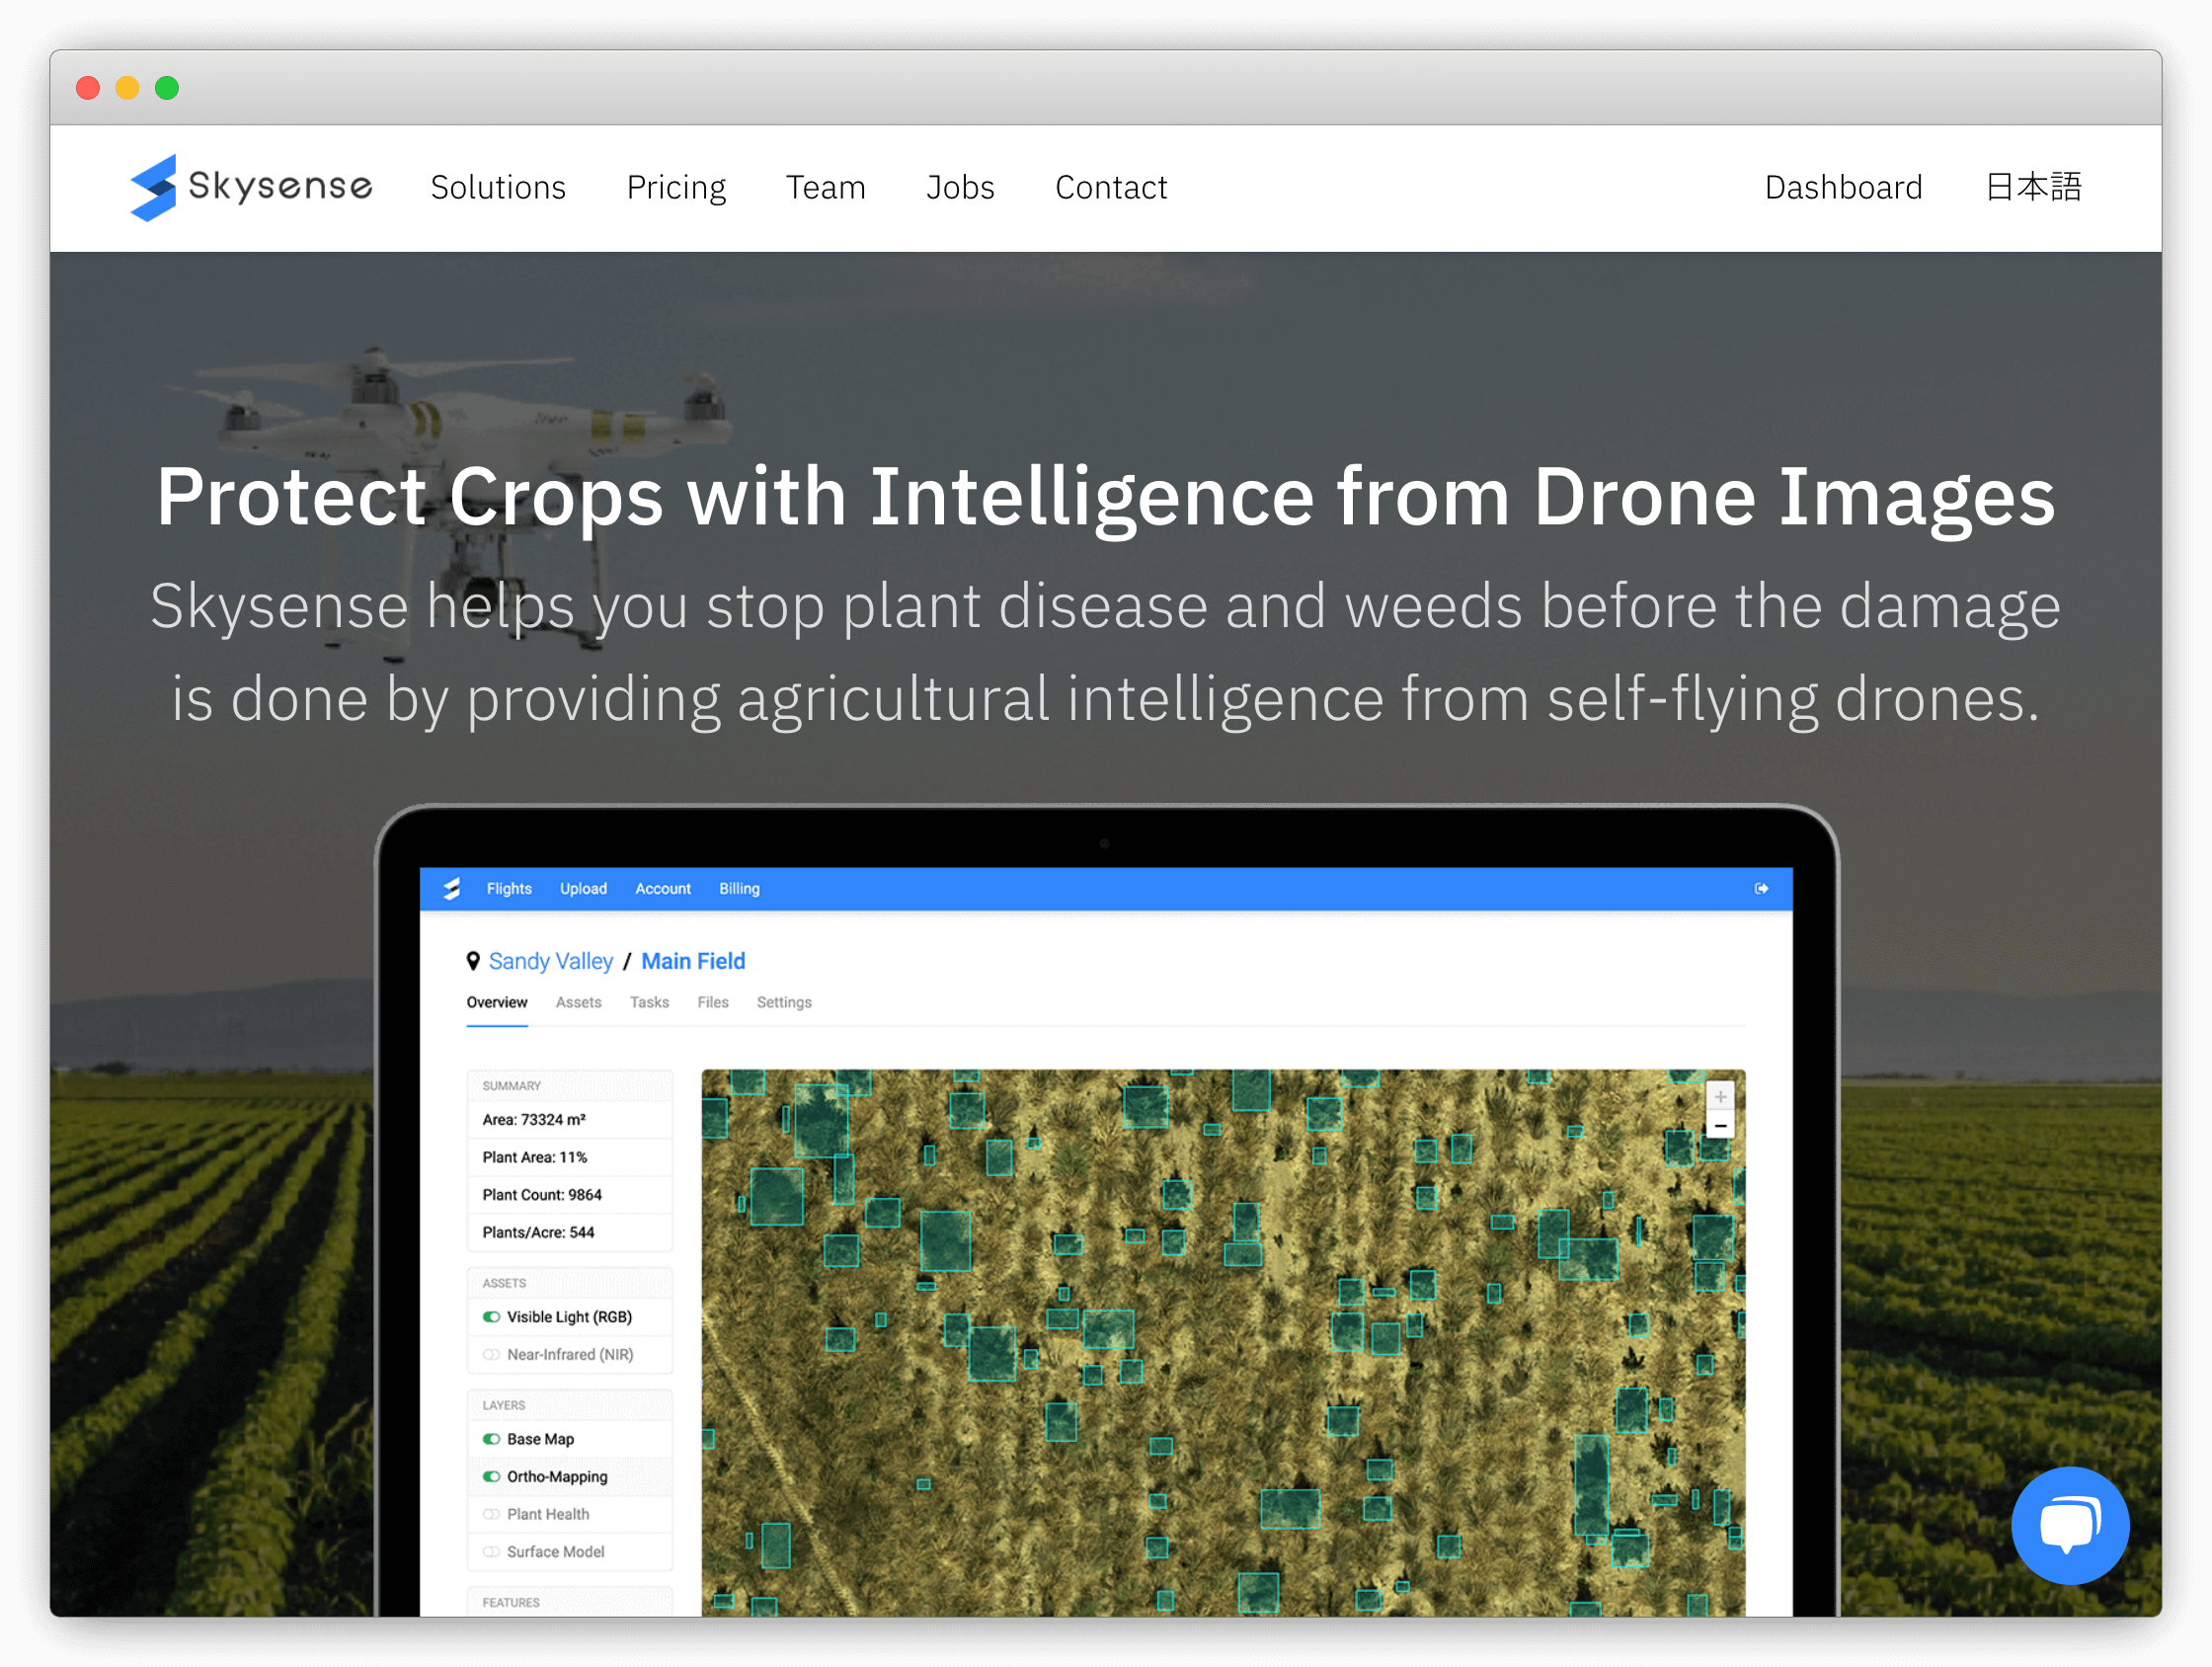 Skysense
Solutions
Pricing
Team
Jobs
Contact
Dashboard
日本語
Protect Crops with Intelligence from Drone Images
Skysense helps you stop plant disease and weeds before the damage
is done by providing agricultural intelligence from self-flying drones.
Flights
Upload
Account
Billing
Sandy Valley / Main Field
Overview
Assets
Tasks
Files
Settings
SUMMARY
Area: 73324 m²
Plant Area: 11%
Plant Count: 9864
Plants/Acre: 544
ASSETS
Visible Light (RGB)
Near-Infrared (NIR)
LAYERS
Base Map
Ortho-Mapping
Plant Health
Surface Model
FEATURES
+
−